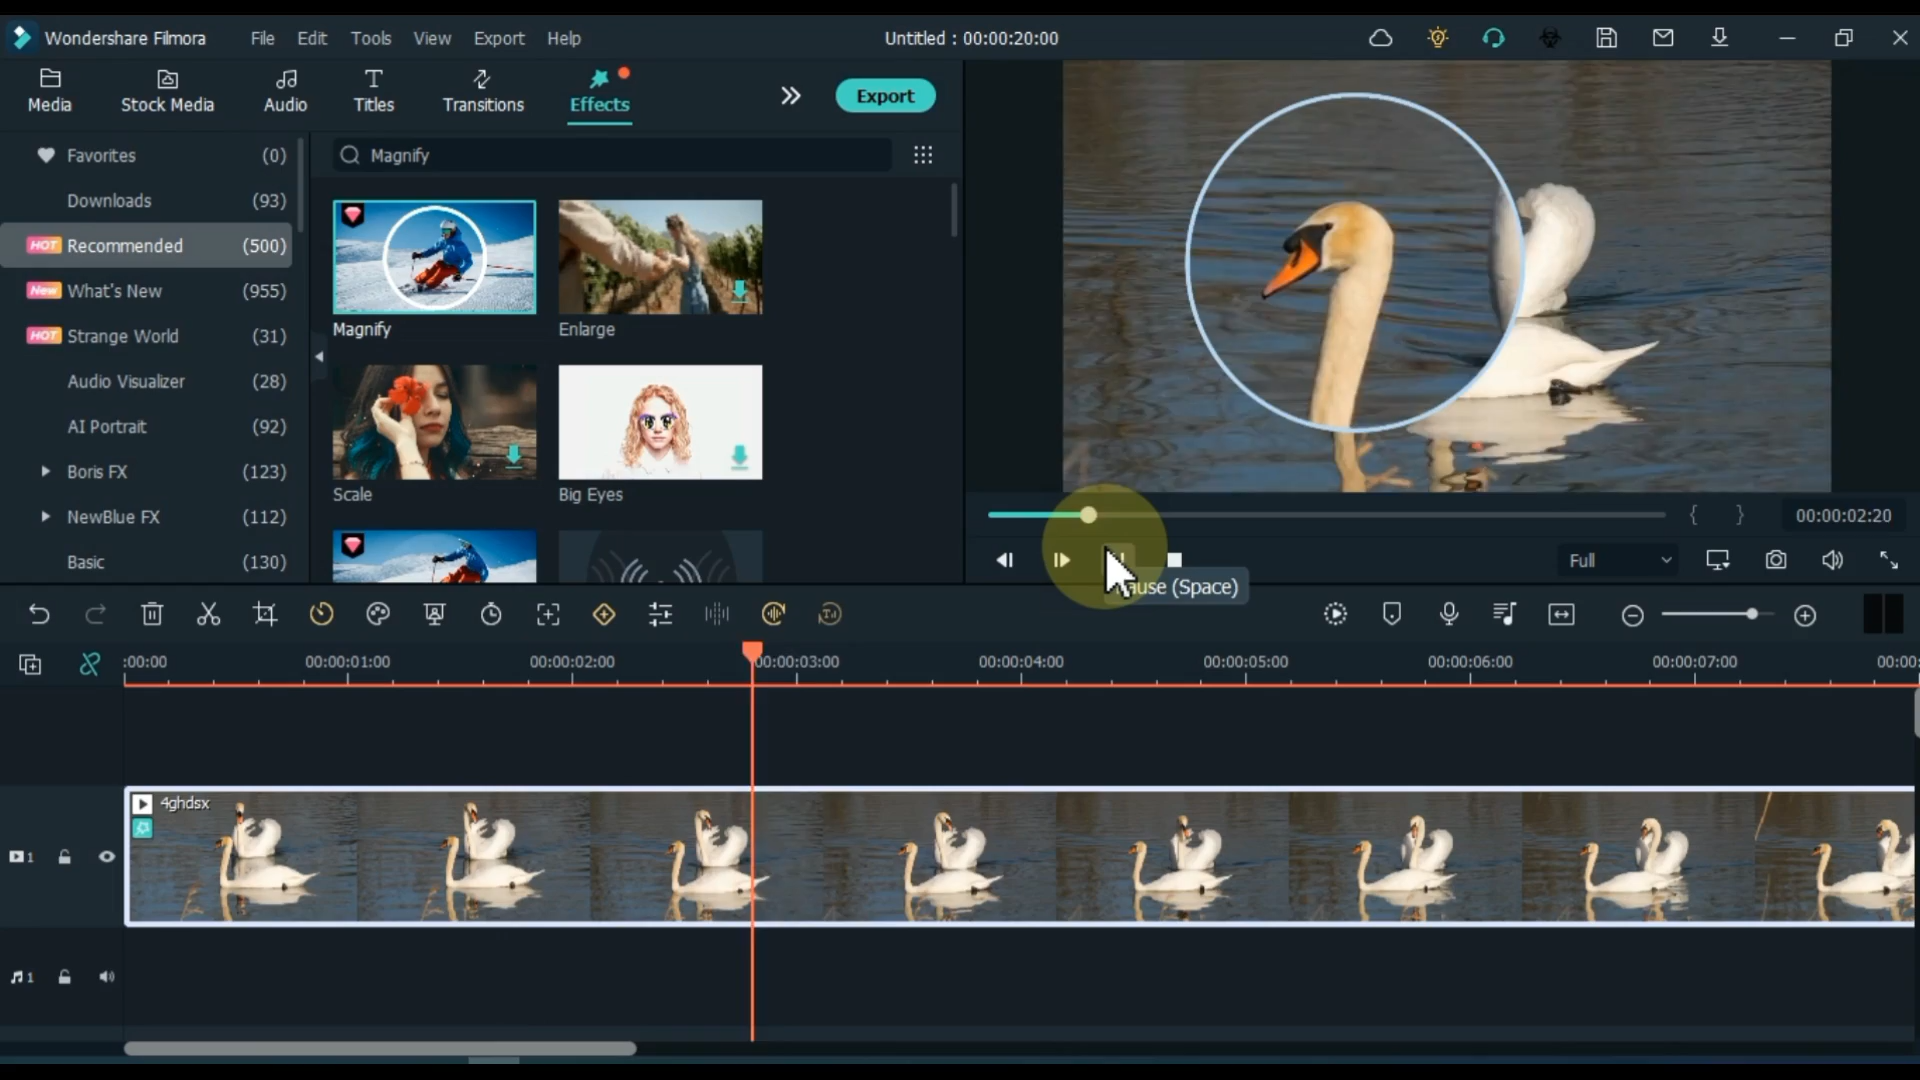 Wondershare Filmora File Edit Tools View Export Help Untitled : 00:00:20:00
Media Stock Media Audio Titles Transitions Effects Export
Favorites (0)
Magnify
Downloads (93)
HOT Recommended (500)
New What's New (955)
HOT Strange World (31)
Audio Visualizer (28)
AI Portrait (92)
Boris FX (123)
NewBlue FX (112)
Basic (130)
Magnify Enlarge
Scale Big Eyes
{ } 00:00:02:20
Full
(Space)
:00:00 00:00:01:00 00:00:02:00 00:00:03:00 00:00:04:00 00:00:05:00 00:00:06:00 00:00:07:00 00:00:
4ghdsx
1
1